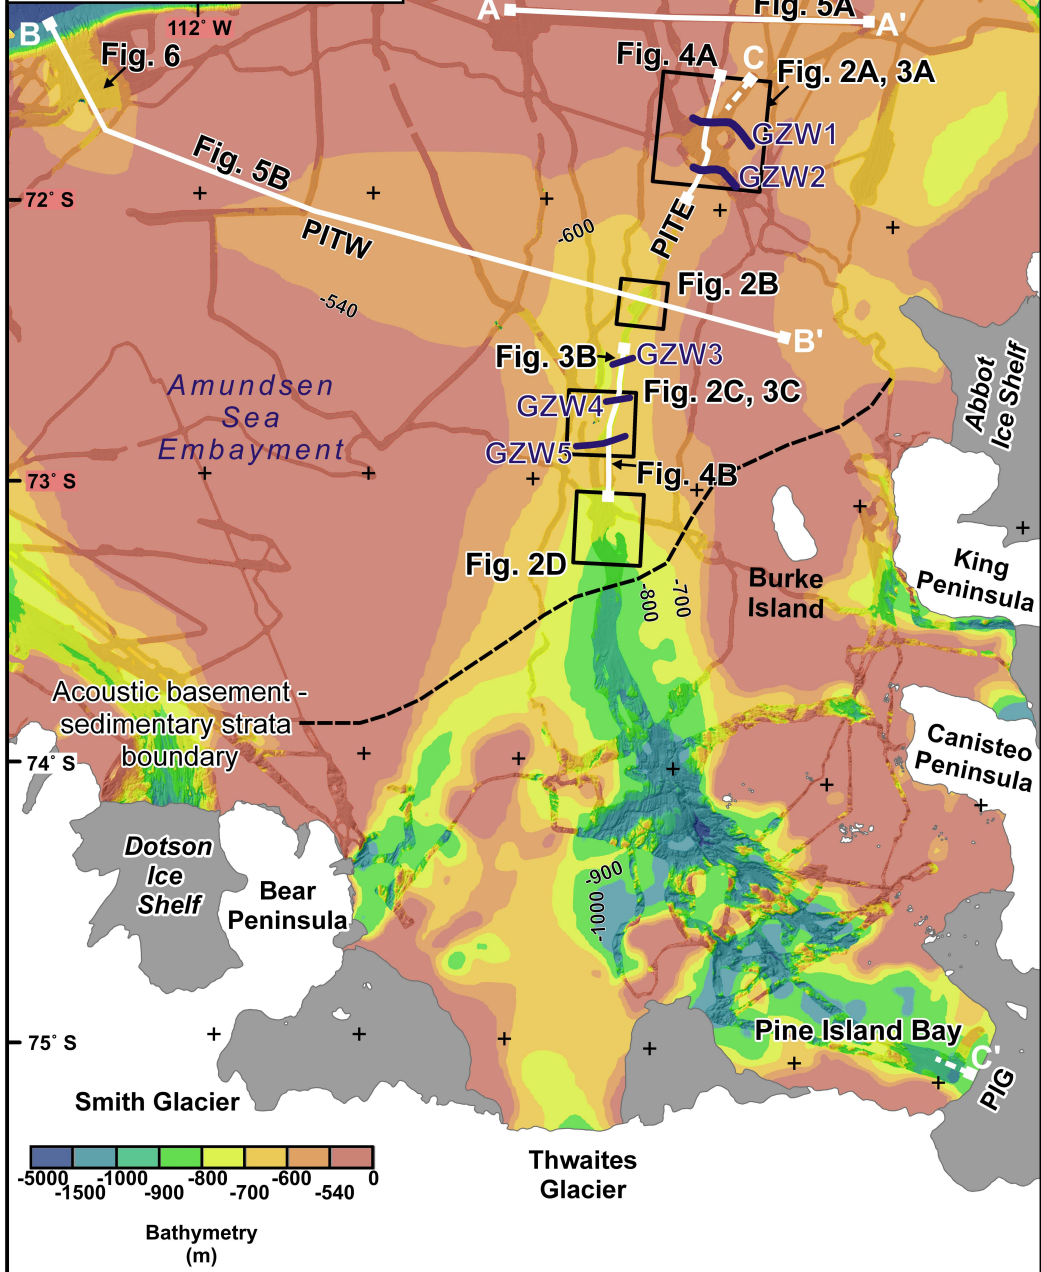 A
Fig. 5A
A'
B
112° W
Fig. 6
Fig. 4A
C
Fig. 2A, 3A
GZW1
GZW2
Fig. 5B
72° S
PITW
PITE
-600
-540
Fig. 2B
B'
Fig. 3B
GZW3
Fig. 2C, 3C
GZW4
GZW5
Fig. 4B
Amundsen
Sea
Embayment
Abbot
Ice Shelf
73° S
Fig. 2D
-800
-700
Burke
Island
King
Peninsula
Acoustic basement -
sedimentary strata
boundary
Canisteo
Peninsula
74° S
Dotson
Ice
Shelf
Bear
Peninsula
-900
-1000
75° S
Pine Island Bay
C'
PIG
Smith Glacier
Thwaites
Glacier
-5000 -1000 -800 -600 0
-1500 -900 -700 -540
Bathymetry
(m)